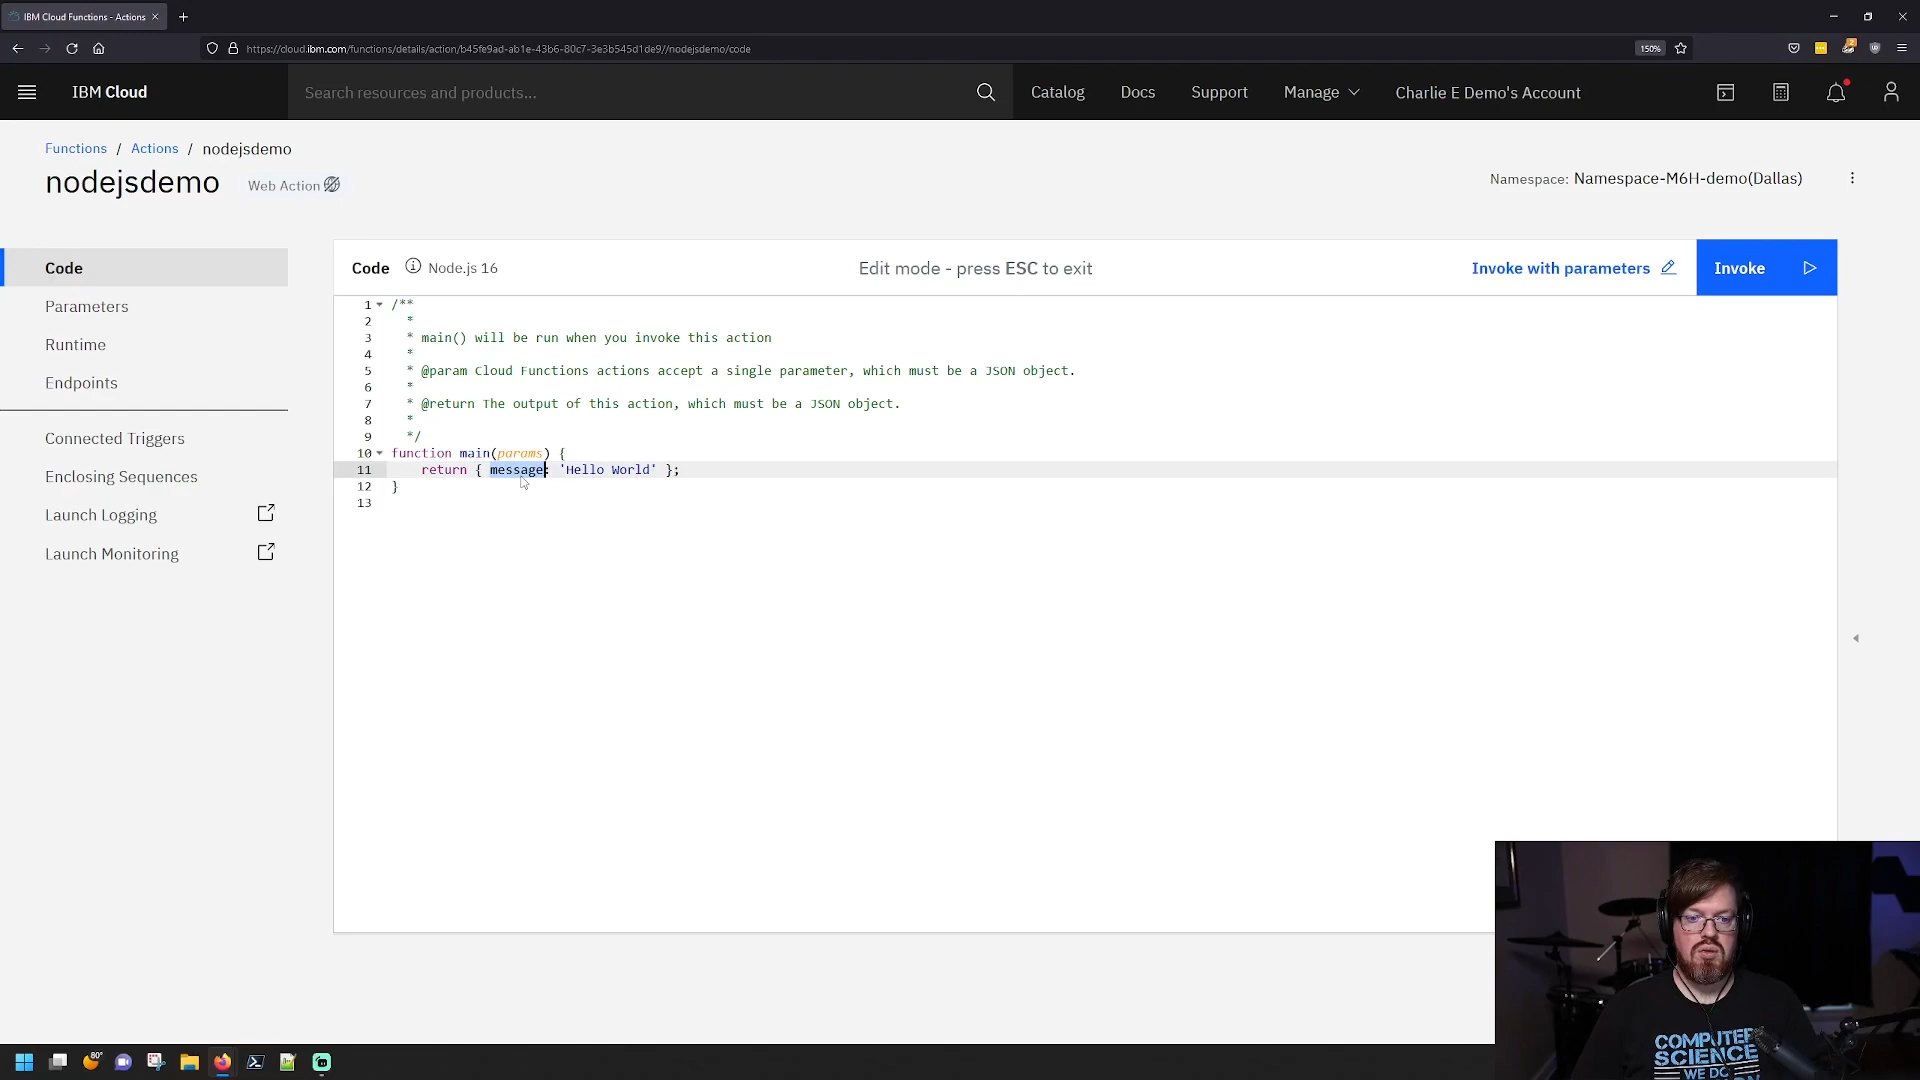 IBM Cloud Functions - Actions
https://cloud.ibm.com/functions/details/action/b45fe9ad-ab1e-43b6-80c7-3e3b545d1de9//nodejsdemo/code
150%
IBM Cloud
Search resources and products...
Catalog
Docs
Support
Manage
Charlie E Demo's Account
Functions / Actions / nodejsdemo
nodejsdemo
Web Action
Namespace: Namespace-M6H-demo(Dallas)
Code
Parameters
Runtime
Endpoints
Connected Triggers
Enclosing Sequences
Launch Logging
Launch Monitoring
Code
Node.js 16
Edit mode - press ESC to exit
Invoke with parameters
Invoke
1 /**
2 *
3 * main() will be run when you invoke this action
4 *
5 * @param Cloud Functions actions accept a single parameter, which must be a JSON object.
6 *
7 * @return The output of this action, which must be a JSON object.
8 *
9 */
10 function main(params) {
11 return { message: 'Hello World' };
12 }
13
80°
COMPUTER
SCIENCE
WE DO